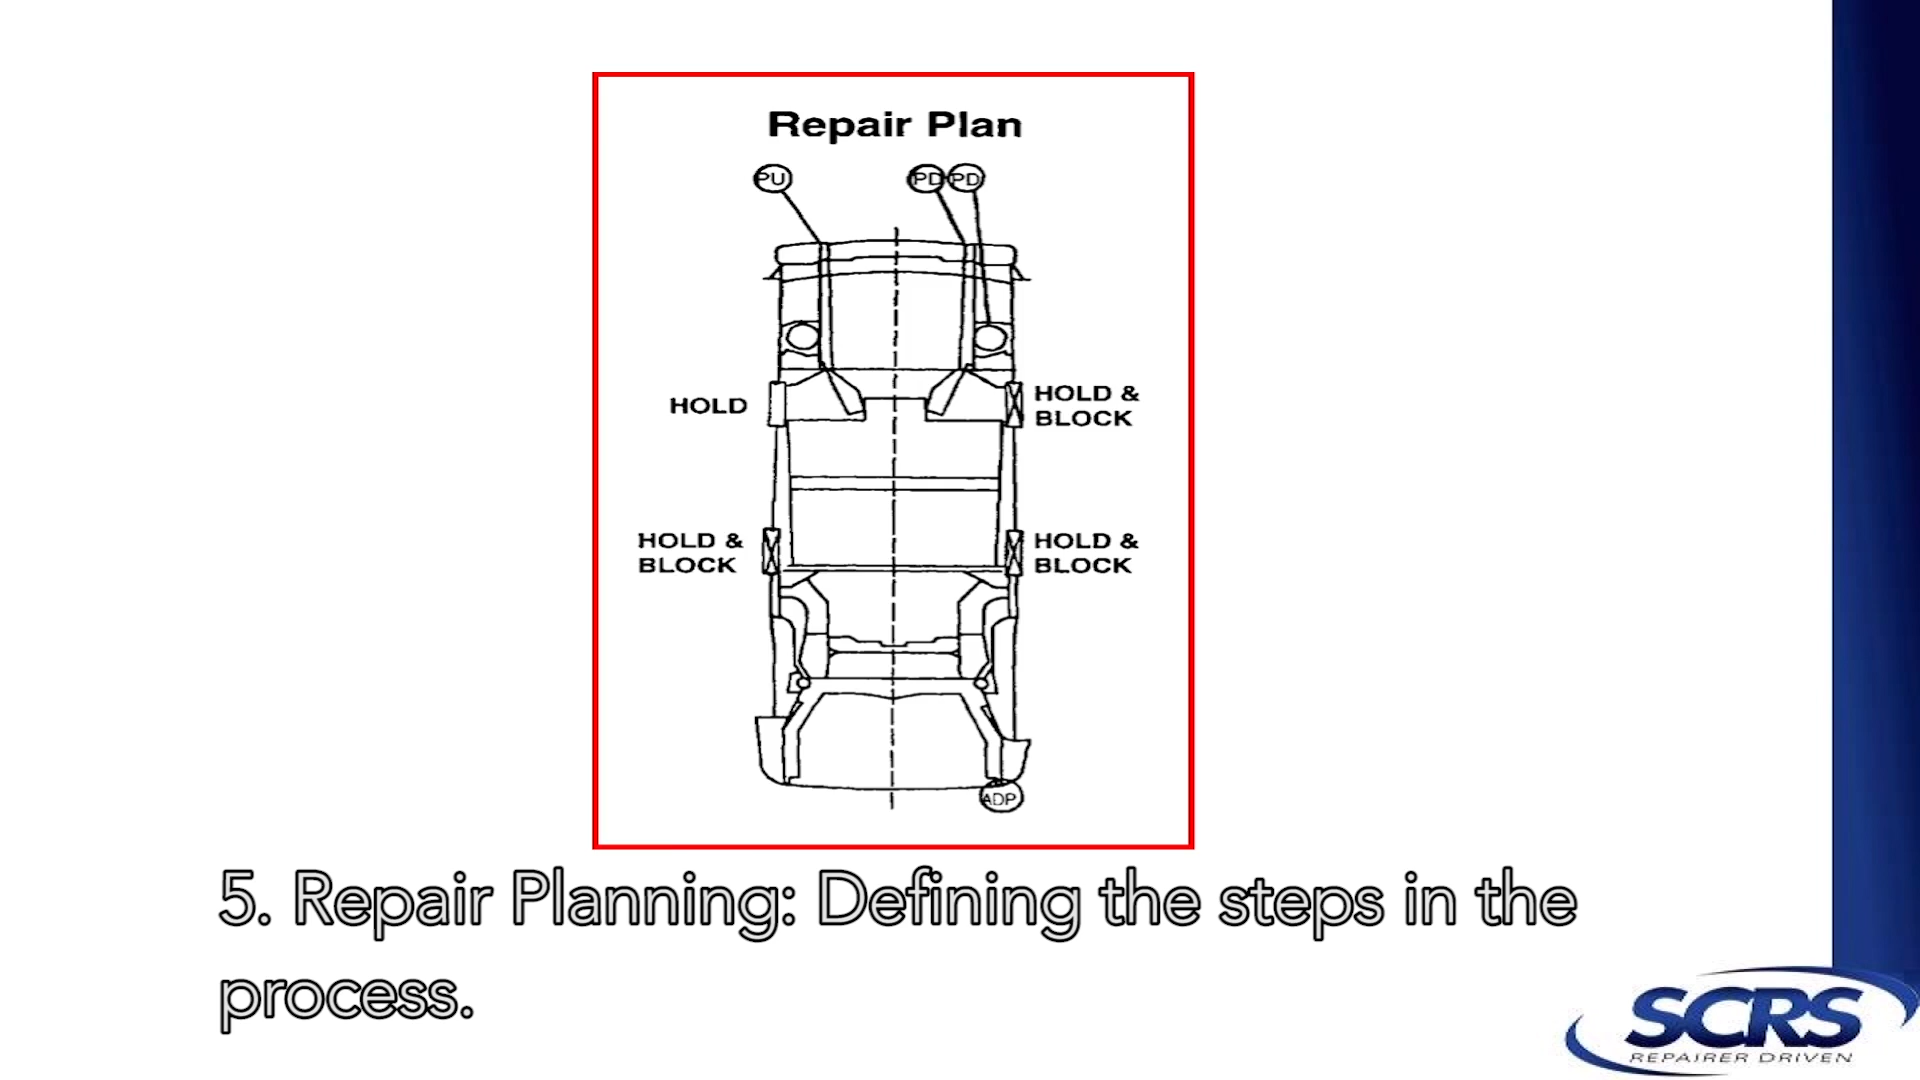 Repair Plan
PU PD PD
HOLD
HOLD &
BLOCK
HOLD &
BLOCK
HOLD &
BLOCK
ADP
5. Repair Planning: Defining the steps in the
process.
SCRS
REPAIRER DRIVEN